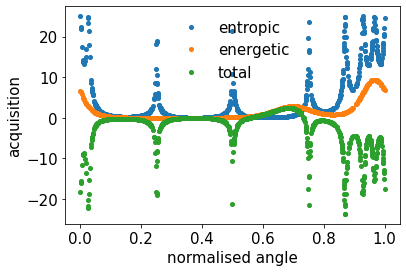 20
10
0
−10
−20
acquisition
entropic
energetic
total
0.0 0.2 0.4 0.6 0.8 1.0
normalised angle